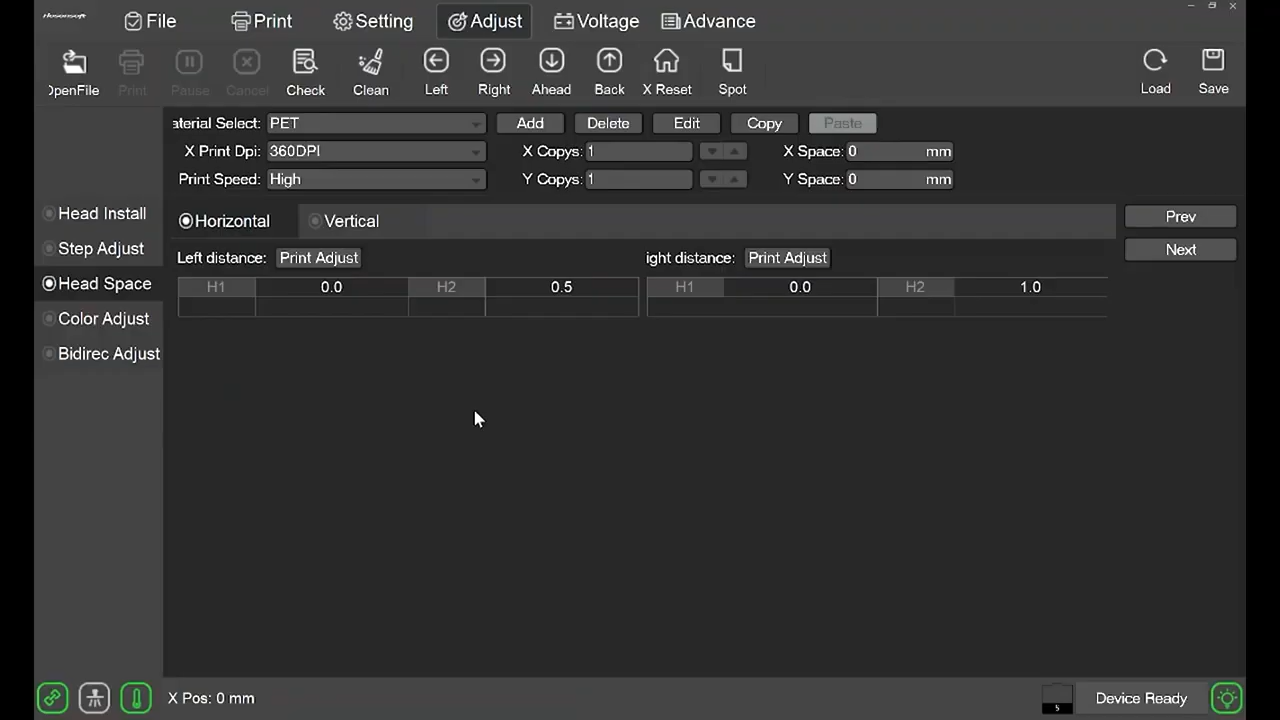 Hosonsoft
File Print Setting Adjust Voltage Advance
OpenFile Print Pause Cancel Check Clean Left Right Ahead Back X Reset Spot Load Save
aterial Select: PET Add Delete Edit Copy Paste
X Print Dpi: 360DPI X Copys: 1 X Space: 0 mm
Print Speed: High Y Copys: 1 Y Space: 0 mm
Head Install
Step Adjust
Head Space
Color Adjust
Bidirec Adjust
Horizontal Vertical
Prev
Next
Left distance: Print Adjust ight distance: Print Adjust
H1 0.0 H2 0.5 H1 0.0 H2 1.0
X Pos: 0 mm 5 Device Ready